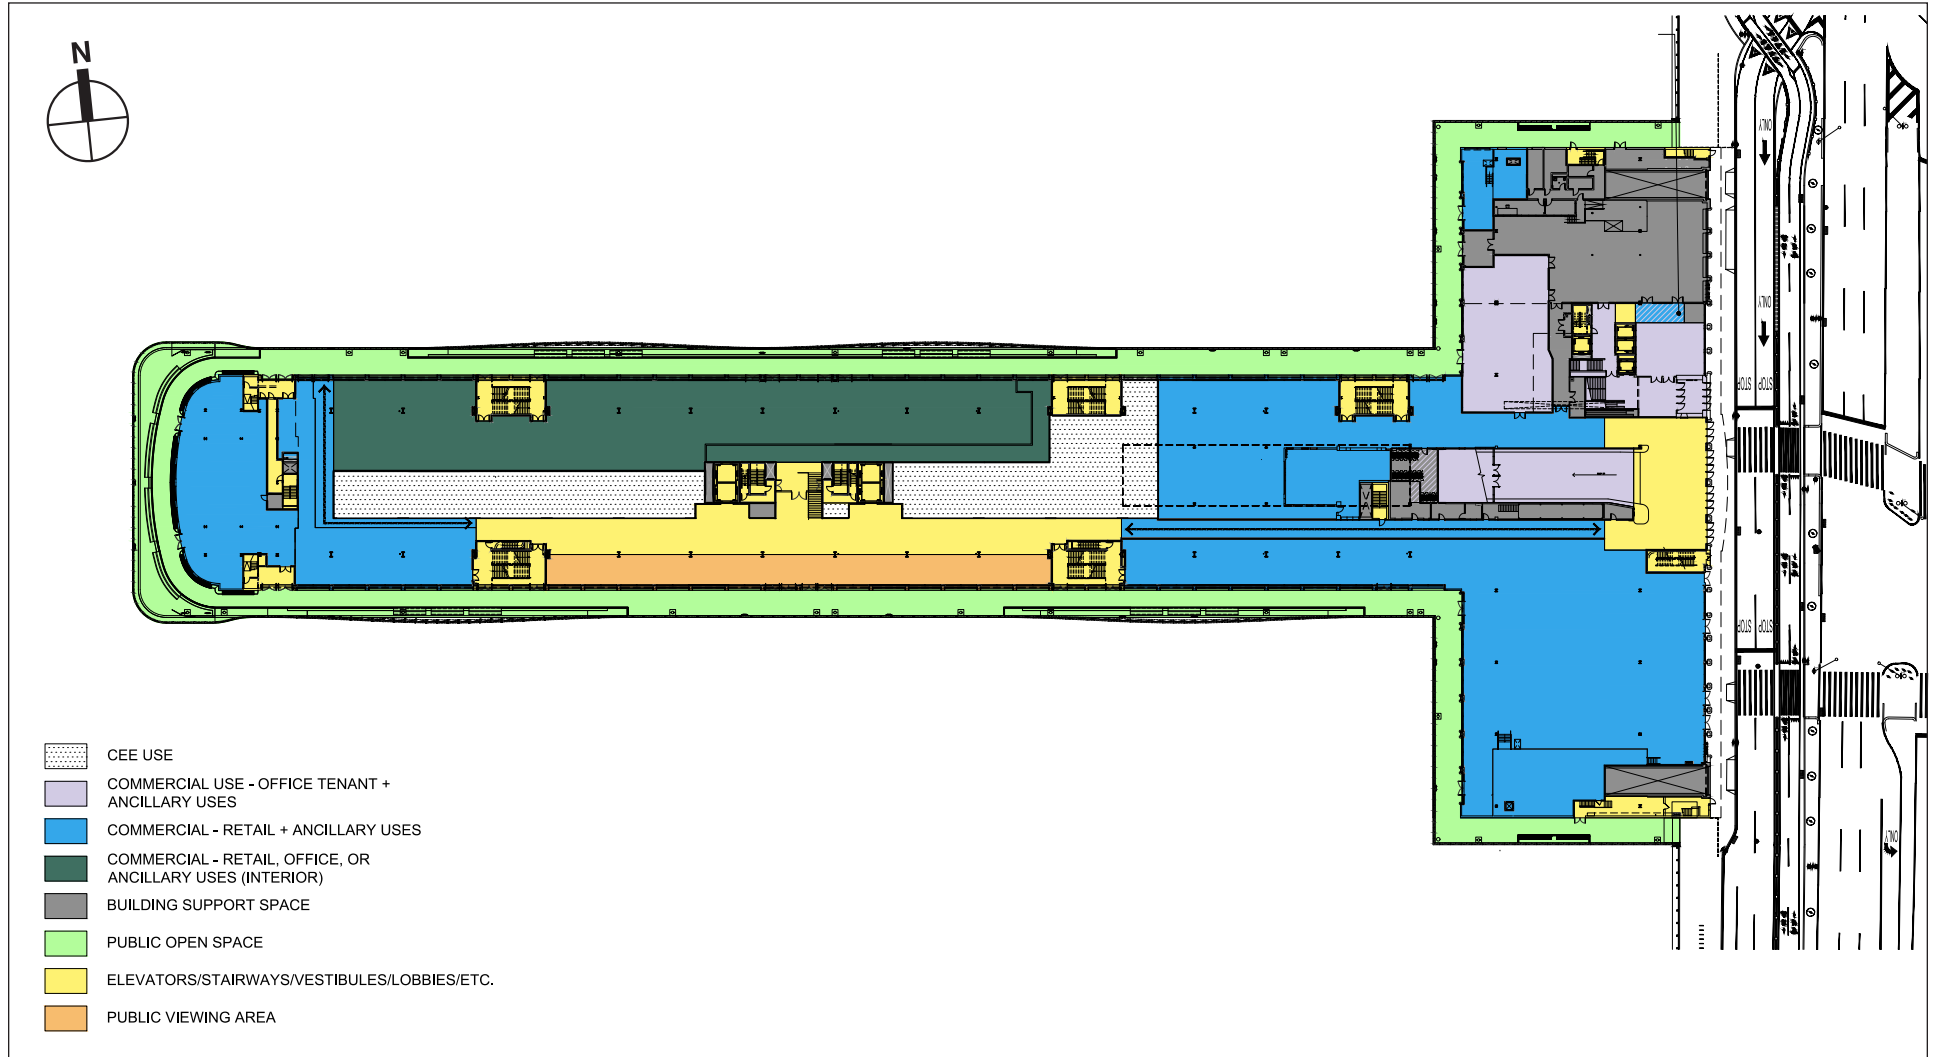 N
ONLY
ONLY
STOP
STOP
STOP
STOP
CEE USE
COMMERCIAL USE - OFFICE TENANT +
ANCILLARY USES
COMMERCIAL - RETAIL + ANCILLARY USES
COMMERCIAL - RETAIL, OFFICE, OR
ANCILLARY USES (INTERIOR)
BUILDING SUPPORT SPACE
PUBLIC OPEN SPACE
ELEVATORS/STAIRWAYS/VESTIBULES/LOBBIES/ETC.
PUBLIC VIEWING AREA
ONLY